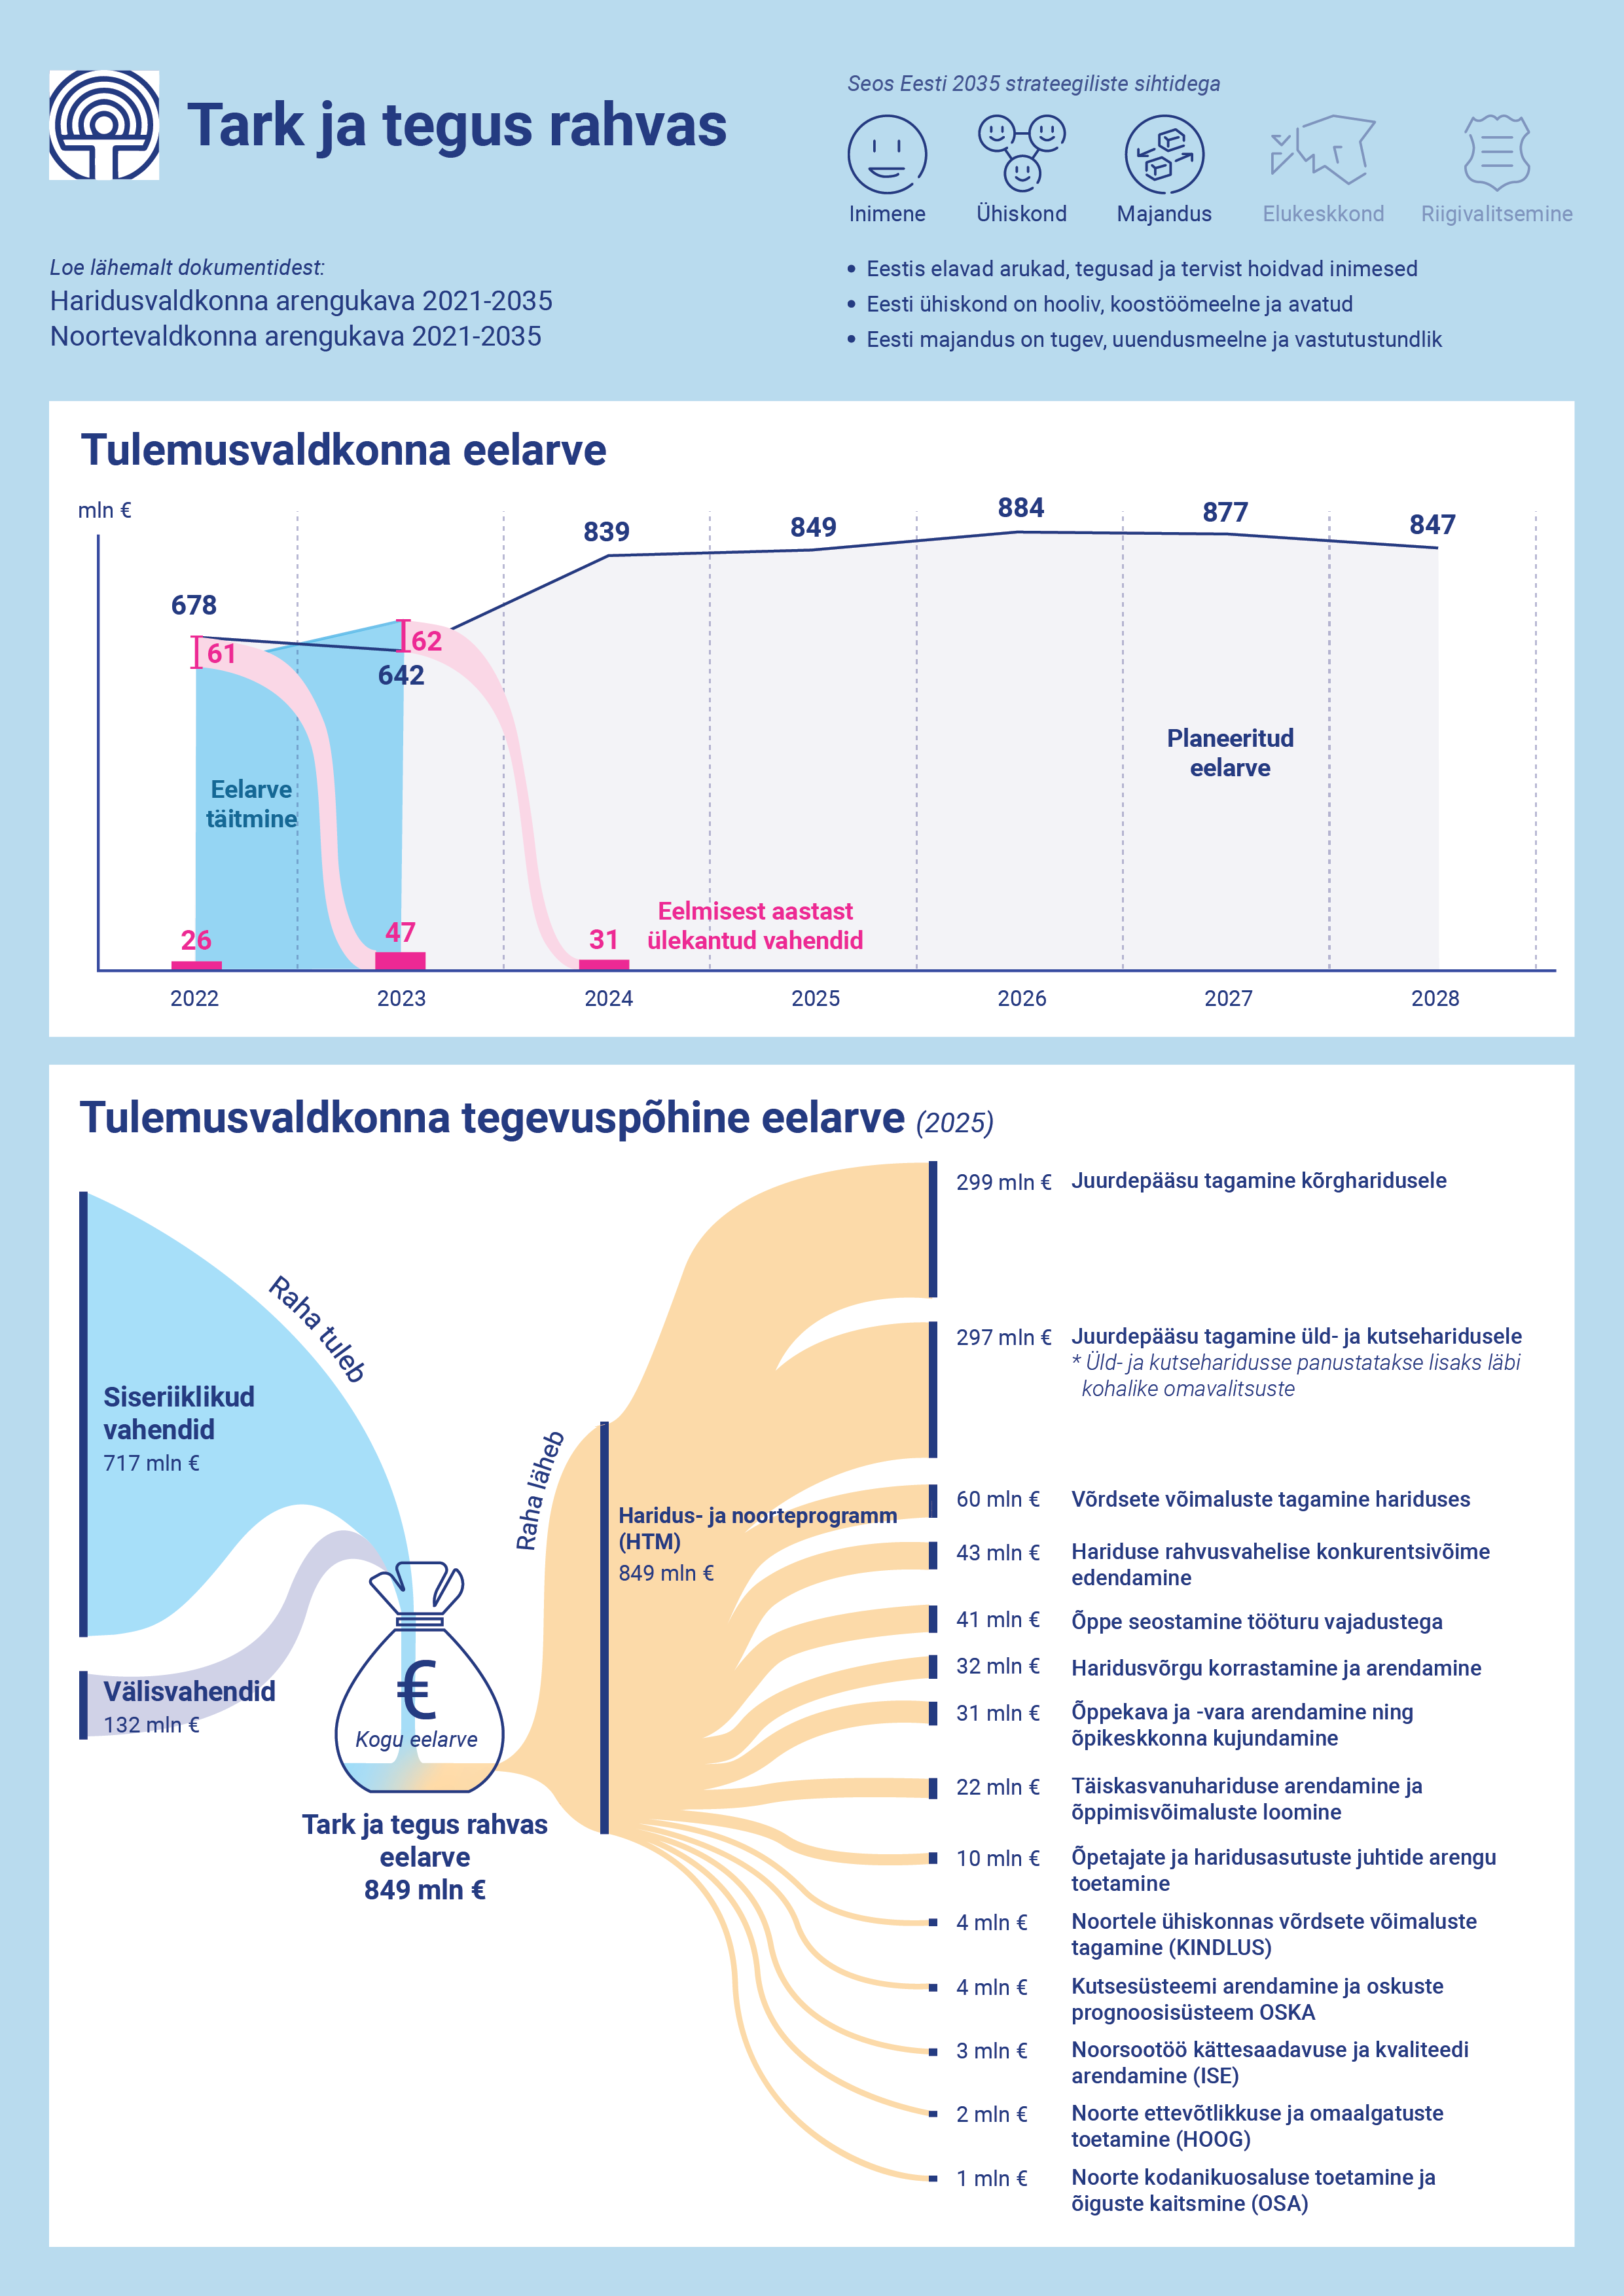 Tark ja tegus rahvas
Seos Eesti 2035 strateegiliste sihtidega
Inimene
Ühiskond
Majandus
Elukeskkond
Riigivalitsemine
Loe lähemalt dokumentidest:
Haridusvaldkonna arengukava 2021-2035
Noortevaldkonna arengukava 2021-2035
• Eestis elavad arukad, tegusad ja tervist hoidvad inimesed
• Eesti ühiskond on hooliv, koostöömeelne ja avatud
• Eesti majandus on tugev, uuendusmeelne ja vastutustundlik
Tulemusvaldkonna eelarve
mln €
678
61
642
62
839
849
884
877
847
Planeeritud
eelarve
Eelarve
täitmine
26
47
31
Eelmisest aastast
ülekantud vahendid
2022
2023
2024
2025
2026
2027
2028
Tulemusvaldkonna tegevuspõhine eelarve (2025)
Raha tuleb
Siseriiklikud
vahendid
717 mln €
Välisvahendid
132 mln €
€
Kogu eelarve
Tark ja tegus rahvas
eelarve
849 mln €
Raha läheb
Haridus- ja noorteprogramm
(HTM)
849 mln €
299 mln € Juurdepääsu tagamine kõrgharidusele
297 mln € Juurdepääsu tagamine üld- ja kutseharidusele
* Üld- ja kutseharidusse panustatakse lisaks läbi
kohalike omavalitsuste
60 mln € Võrdsete võimaluste tagamine hariduses
43 mln € Hariduse rahvusvahelise konkurentsivõime
edendamine
41 mln € Õppe seostamine tööturu vajadustega
32 mln € Haridusvõrgu korrastamine ja arendamine
31 mln € Õppekava ja -vara arendamine ning
õpikeskkonna kujundamine
22 mln € Täiskasvanuhariduse arendamine ja
õppimisvõimaluste loomine
10 mln € Õpetajate ja haridusasutuste juhtide arengu
toetamine
4 mln € Noortele ühiskonnas võrdsete võimaluste
tagamine (KINDLUS)
4 mln € Kutsesüsteemi arendamine ja oskuste
prognoosisüsteem OSKA
3 mln € Noorsootöö kättesaadavuse ja kvaliteedi
arendamine (ISE)
2 mln € Noorte ettevõtlikkuse ja omaalgatuste
toetamine (HOOG)
1 mln € Noorte kodanikuosaluse toetamine ja
õiguste kaitsmine (OSA)